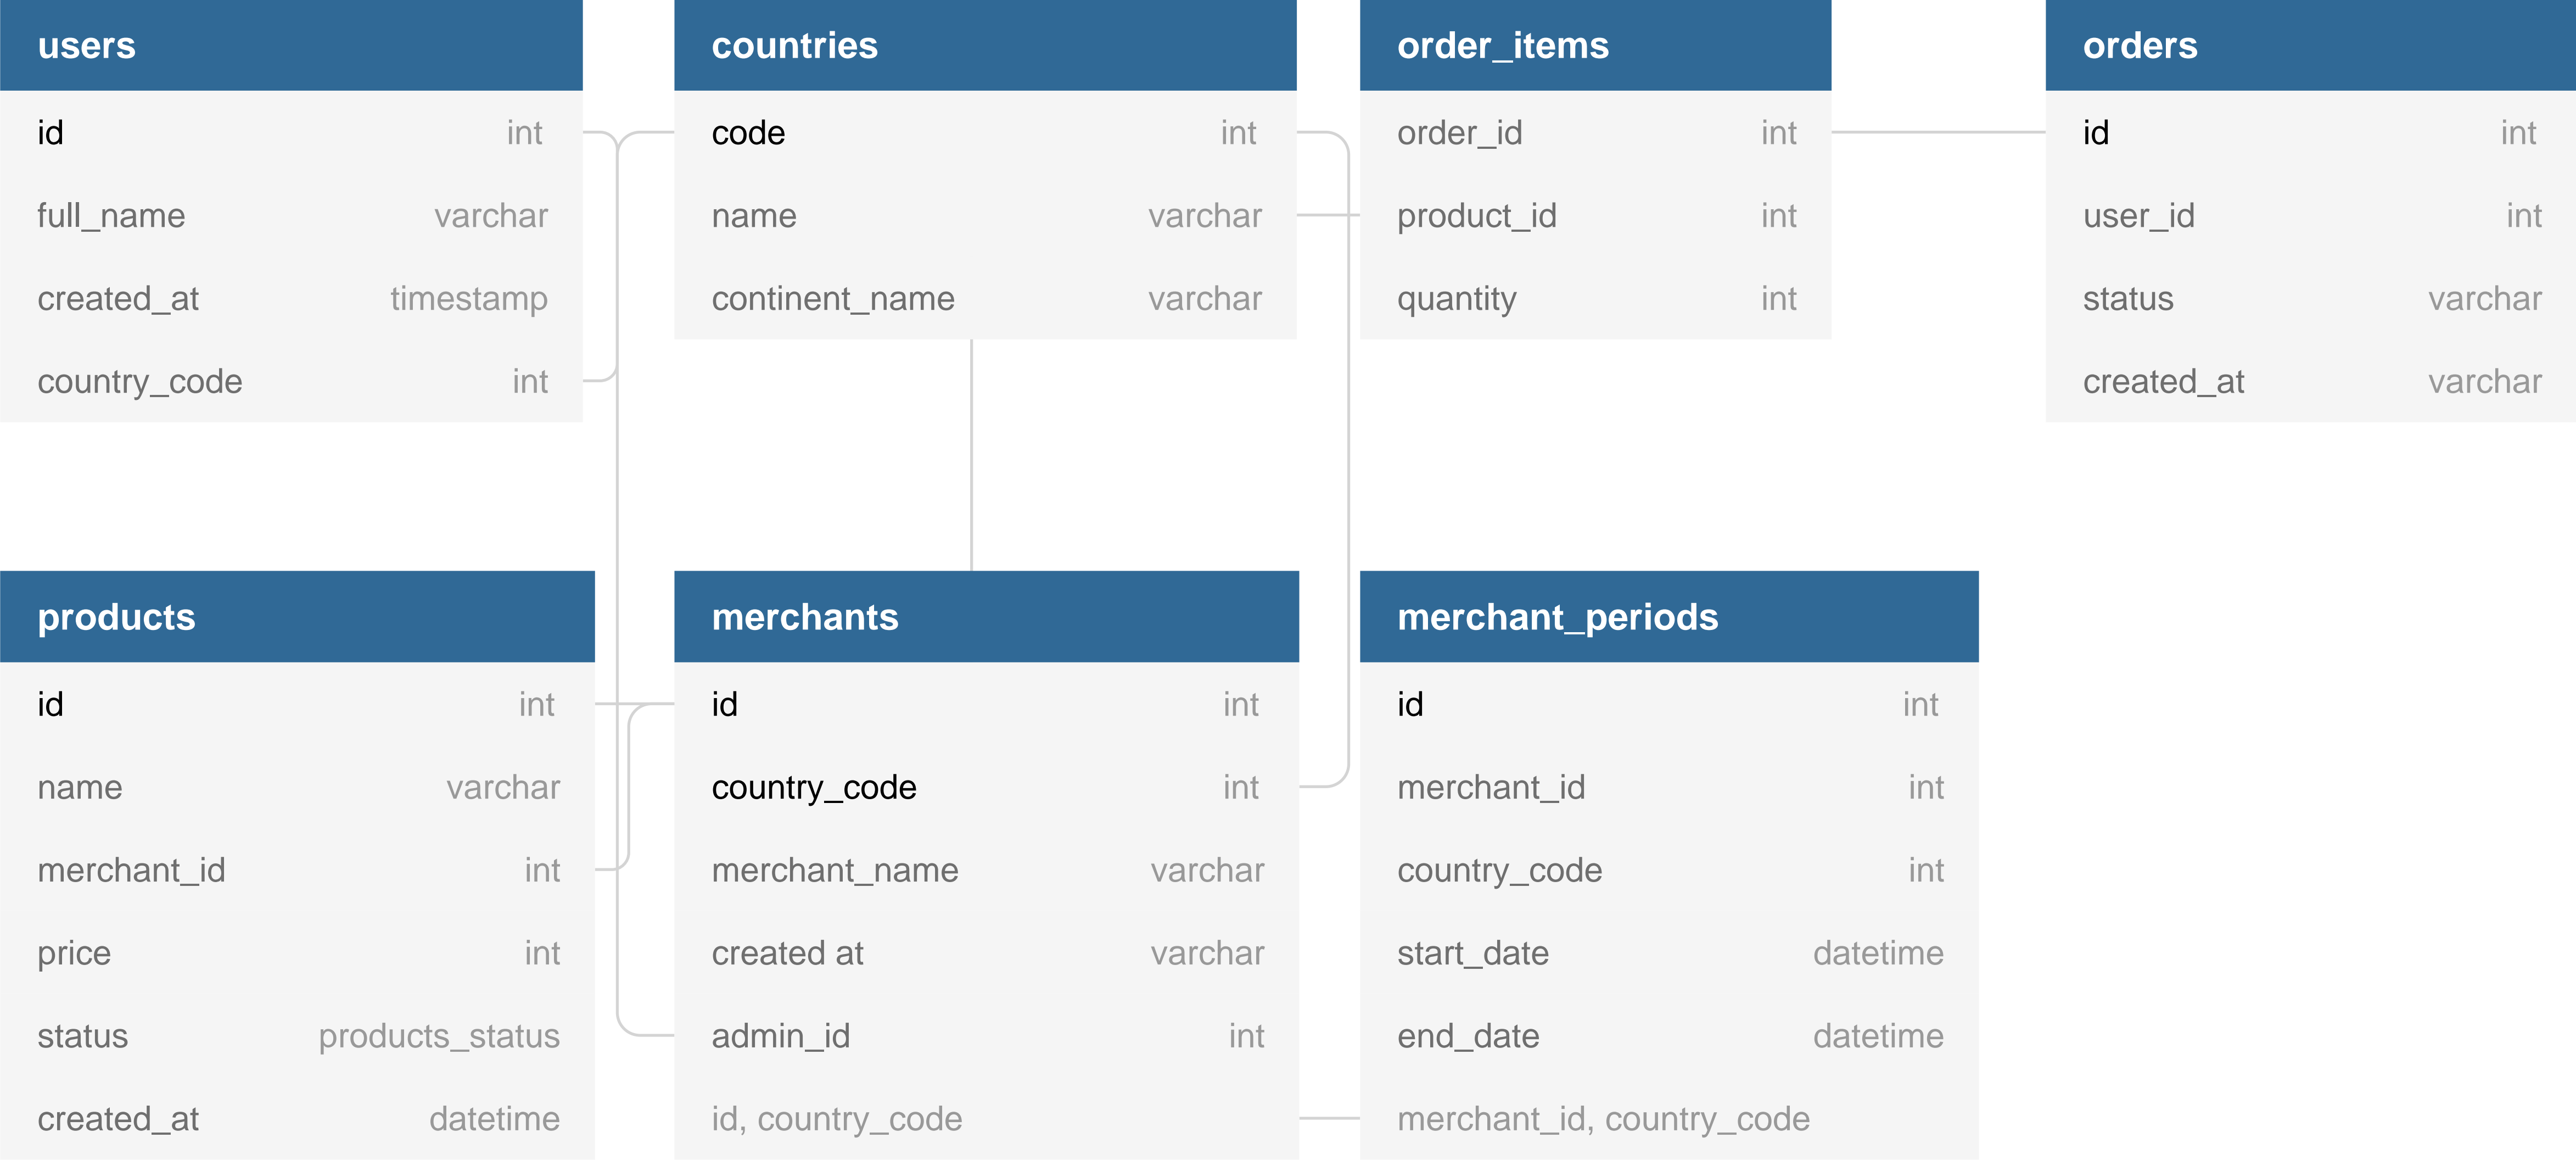 users
id int
full_name varchar
created_at timestamp
country_code int
countries
code int
name varchar
continent_name varchar
order_items
order_id int
product_id int
quantity int
orders
id int
user_id int
status varchar
created_at varchar
products
id int
name varchar
merchant_id int
price int
status products_status
created_at datetime
merchants
id int
country_code int
merchant_name varchar
created at varchar
admin_id int
id, country_code
merchant_periods
id int
merchant_id int
country_code int
start_date datetime
end_date datetime
merchant_id, country_code